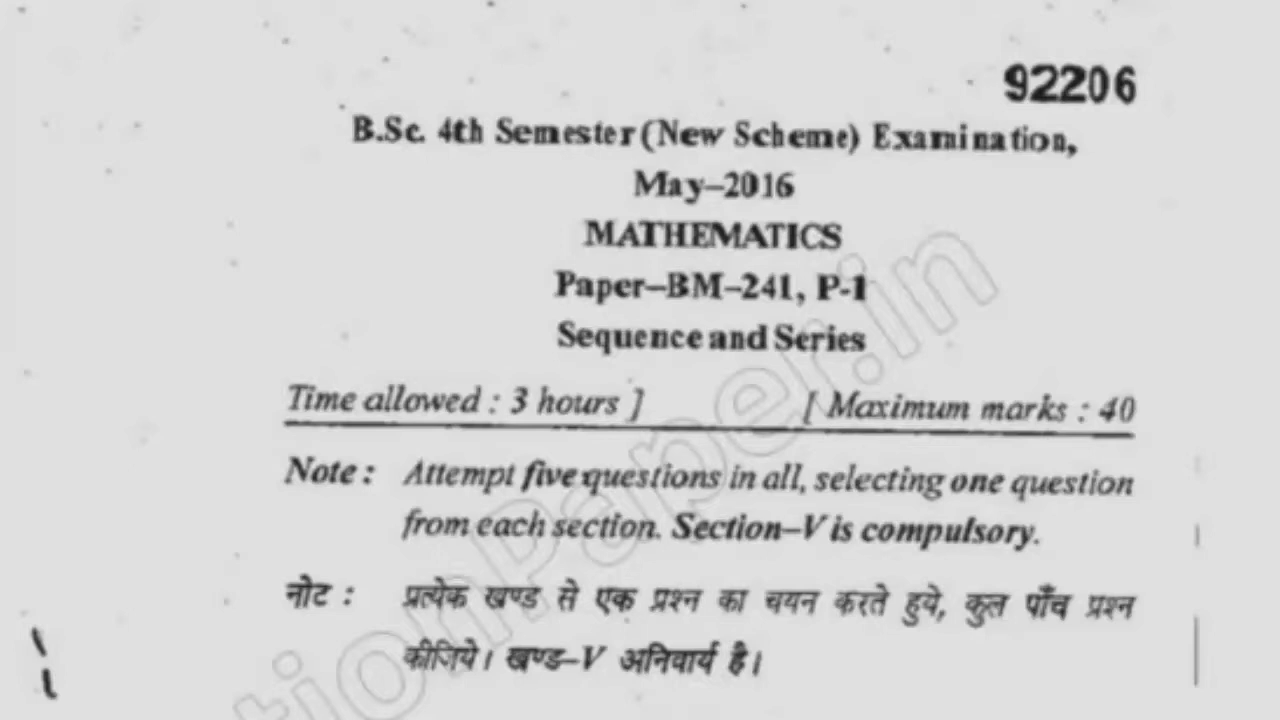 92206
B.Sc. 4th Semester (New Scheme) Examination,
May–2016
MATHEMATICS
Paper–BM–241, P-1
Sequence and Series
Time allowed : 3 hours ] [ Maximum marks : 40
Note : Attempt five questions in all, selecting one question
from each section. Section–V is compulsory.
नोट : प्रत्येक खण्ड से एक प्रश्न का चयन करते हुये, कुल पाँच प्रश्न
कीजिये। खण्ड–V अनिवार्य है।
tionPaper.in